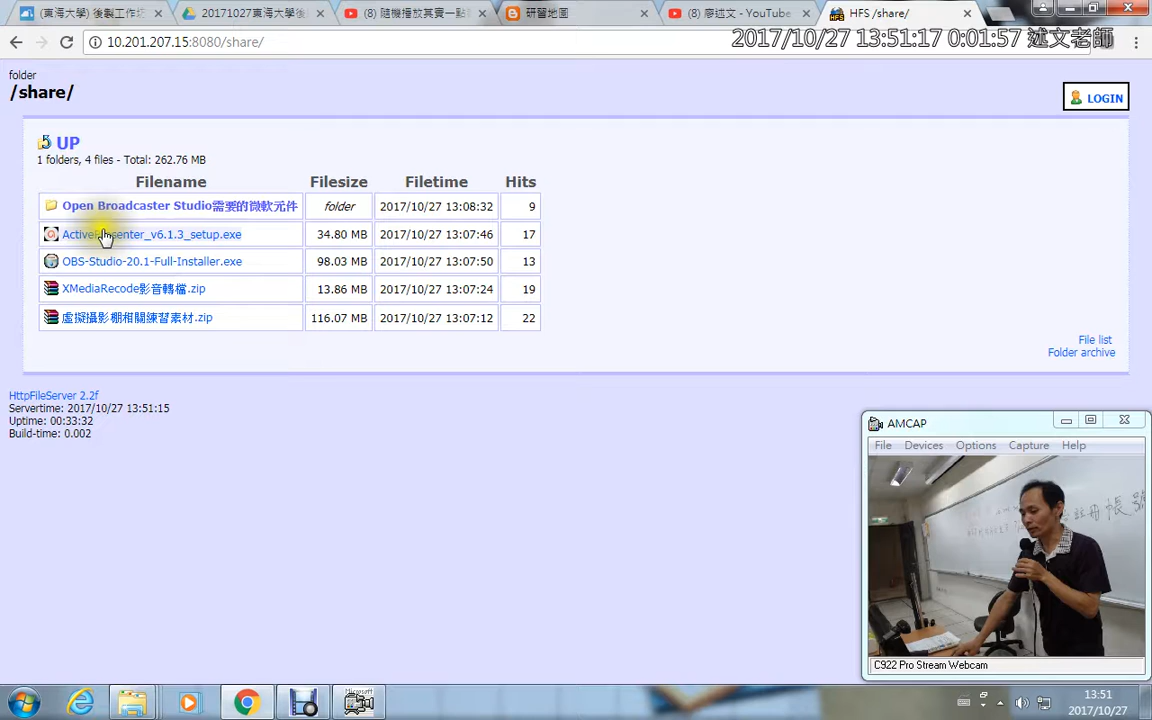 (東海大學) 後製工作坊
20171027東海大學後
(8) 隨機播放其實一點
研習地圖
(8) 廖述文 - YouTube
HFS /share/
10.201.207.15:8080/share/
2017/10/27 13:51:17 0:01:57 述文老師
folder
/share/
LOGIN
UP
1 folders, 4 files - Total: 262.76 MB
Filename Filesize Filetime Hits
Open Broadcaster Studio需要的微軟元件 folder 2017/10/27 13:08:32 9
ActivePresenter_v6.1.3_setup.exe 34.80 MB 2017/10/27 13:07:46 17
OBS-Studio-20.1-Full-Installer.exe 98.03 MB 2017/10/27 13:07:50 13
XMediaRecode影音轉檔.zip 13.86 MB 2017/10/27 13:07:24 19
虛擬攝影棚相關練習素材.zip 116.07 MB 2017/10/27 13:07:12 22
File list
Folder archive
HttpFileServer 2.2f
Servertime: 2017/10/27 13:51:15
Uptime: 00:33:32
Build-time: 0.002
AMCAP
File Devices Options Capture Help
註冊帳號
C922 Pro Stream Webcam
Microsoft
13:51
2017/10/27